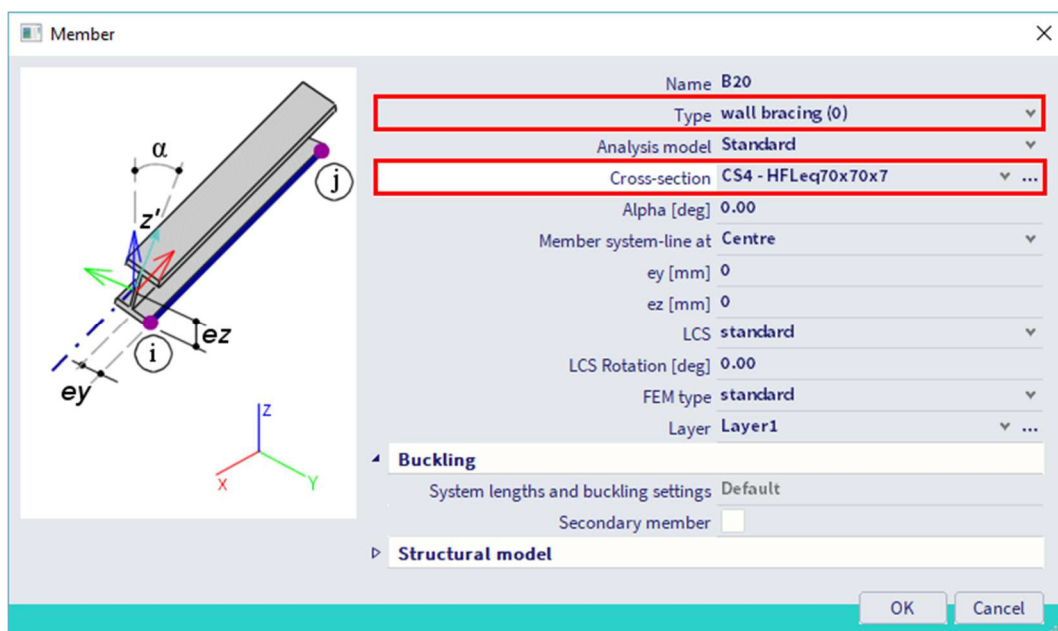 Member
Name B20
Type wall bracing (0)
Analysis model Standard
Cross-section CS4 - HFLeq70x70x7 ...
Alpha [deg] 0.00
Member system-line at Centre
ey [mm] 0
ez [mm] 0
LCS standard
LCS Rotation [deg] 0.00
FEM type standard
Layer Layer1 ...
Buckling
System lengths and buckling settings Default
Secondary member
Structural model
OK Cancel
α
z'
j
i
ez
ey
z
x
Y